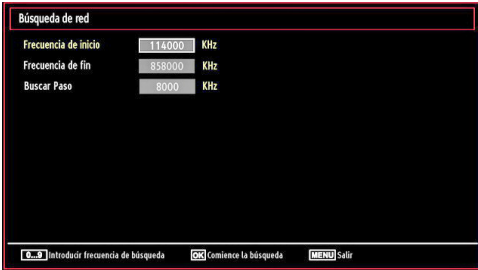 Búsqueda de red
Frecuencia de inicio 114000 KHz
Frecuencia de fin 858000 KHz
Buscar Paso 8000 KHz
0...9 Introducir frecuencia de búsqueda OK Comience la búsqueda MENU Salir